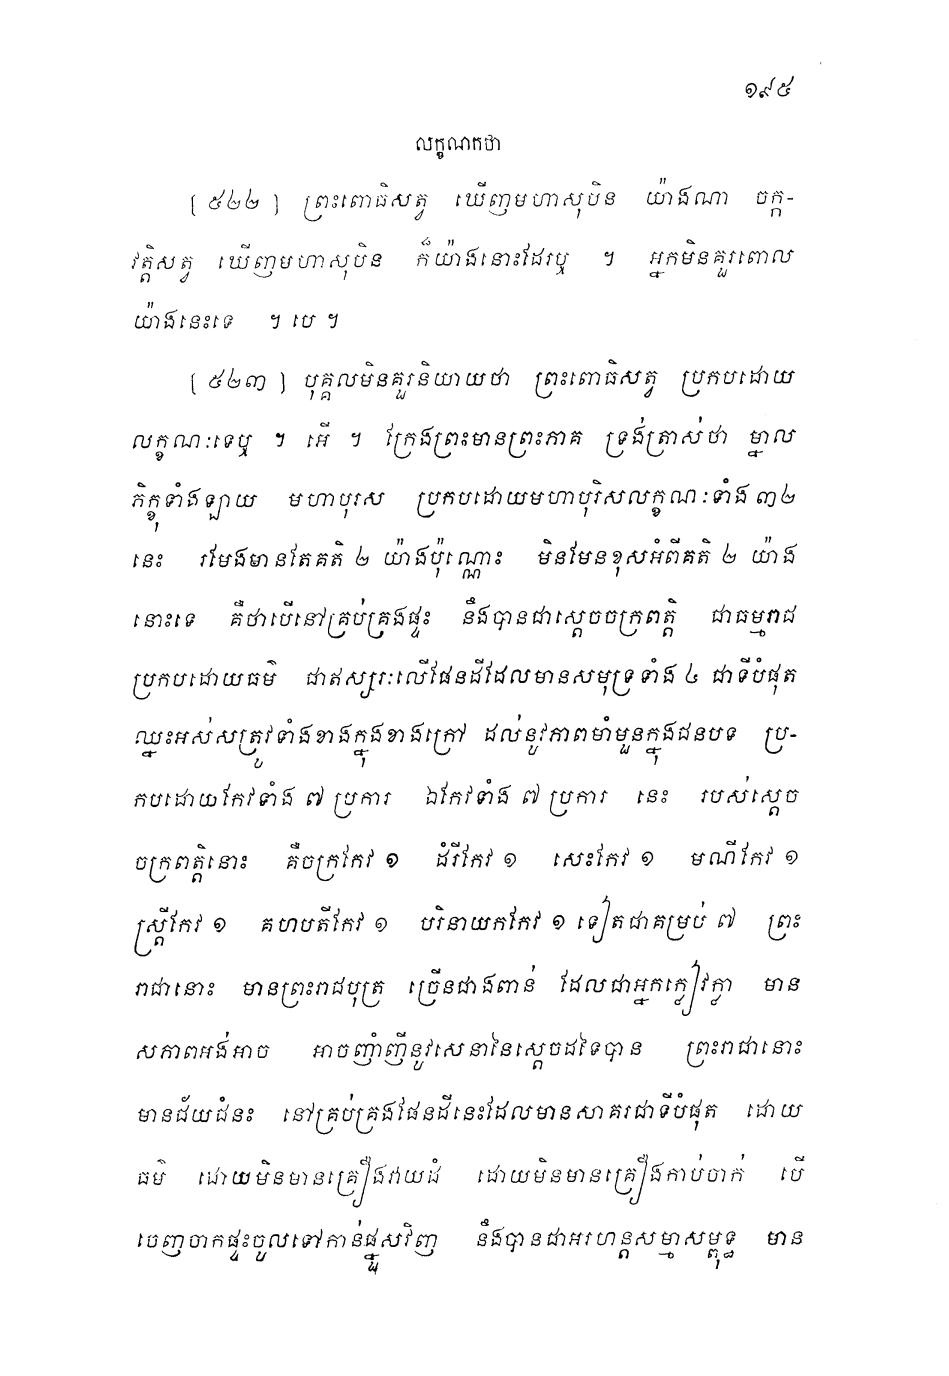 ១៩៥
លក្ខណកថា
[ ៥២២ ] ព្រះពោធិសត្វ ឃើញមហាសុបិន យ៉ាងណា ចក្ក-
វត្តិសត្វ ឃើញមហាសុបិន ក៏យ៉ាងនោះដែរឬ ។ អ្នកមិនគួរពោល
យ៉ាងនេះទេ ។ បេ ។
[ ៥២៣ ] បុគ្គលមិនគួរនិយាយថា ព្រះពោធិសត្វ ប្រកបដោយ
លក្ខណៈទេឬ ។ អើ ។ ក្រែងព្រះមានព្រះភាគ ទ្រង់ត្រាស់ថា ម្នាល
ភិក្ខុទាំងឡាយ មហាបុរស ប្រកបដោយមហាបុរិសលក្ខណៈទាំង ៣២
នេះ រមែងមានតែគតិ ២ យ៉ាងប៉ុណ្ណោះ មិនមែនខុសអំពីគតិ ២ យ៉ាង
នោះទេ គឺថាបើនៅគ្រប់គ្រងផ្ទះ នឹងបានជាស្តេចចក្រពត្តិ ជាធម្មរាជ
ប្រកបដោយធម៌ ជាឥស្សរៈលើផែនដីដែលមានសមុទ្រទាំង ៤ ជាទីបំផុត
ឈ្នះអស់សត្រូវទាំងខាងក្នុងខាងក្រៅ ដល់នូវភាពមាំមួនក្នុងជនបទ ប្រ-
កបដោយកែវទាំង ៧ ប្រការ ឯកែវទាំង ៧ ប្រការ នេះ របស់ស្តេច
ចក្រពត្តិនោះ គឺចក្រកែវ ១ ដំរីកែវ ១ សេះកែវ ១ មណីកែវ ១
ស្ត្រីកែវ ១ គហបតីកែវ ១ បរិនាយកកែវ ១ ទៀតជាគម្រប់ ៧ ព្រះ
រាជានោះ មានព្រះរាជបុត្រ ច្រើនជាងពាន់ ដែលជាអ្នកក្លៀវក្លា មាន
សភាពអង់អាច អាចញាំញីនូវសេនានៃស្តេចដទៃបាន ព្រះរាជានោះ
មានជ័យជំនះ នៅគ្រប់គ្រងផែនដីនេះដែលមានសាគរជាទីបំផុត ដោយ
ធម៌ ដោយមិនមានគ្រឿងវាយដំ ដោយមិនមានគ្រឿងកាប់ចាក់ បើ
ចេញចាកផ្ទះចួលទៅកាន់ផ្នួសវិញ នឹងបានជាអរហន្តសម្មាសម្ពុទ្ធ មាន